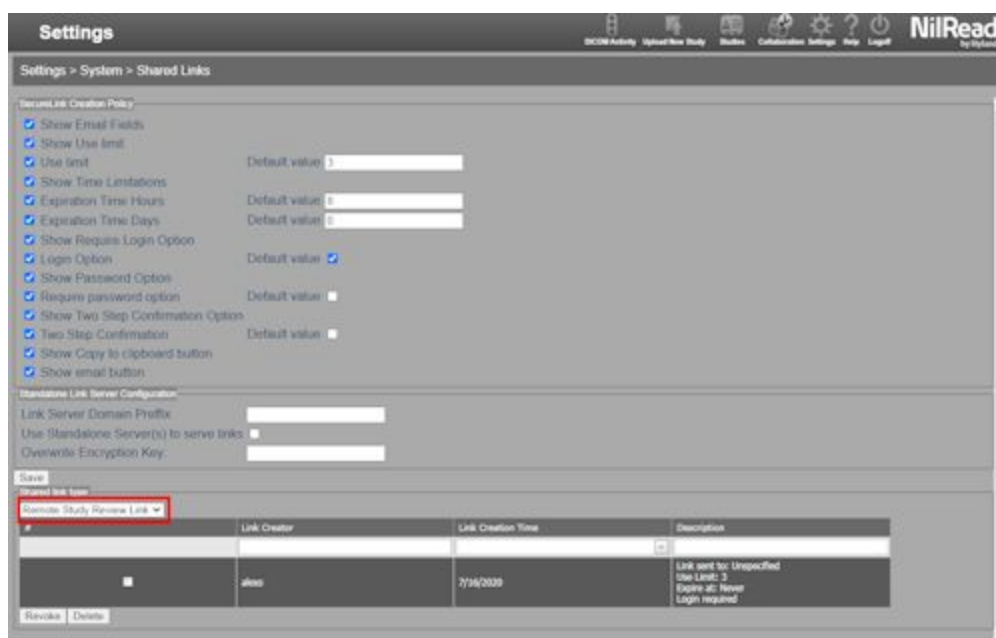 Settings
DICOM Activity Upload New Study Studies Collaboration Settings Help Logoff
NilRead
by Hyland
Settings > System > Shared Links
SecureLink Creation Policy
Show Email Fields
Show Use limit
Use limit Default value 3
Show Time Limitations
Expiration Time Hours Default value 8
Expiration Time Days Default value 0
Show Require Login Option
Login Option Default value
Show Password Option
Require password option Default value
Show Two Step Confirmation Option
Two Step Confirmation Default value
Show Copy to clipboard button
Show email button
Standalone Link Server Configuration
Link Server Domain Preffix
Use Standalone Server(s) to serve links
Overwrite Encryption Key:
Save
Shared link type
Remote Study Review Link
# Link Creator Link Creation Time Description
Link sent to: Unspecified
Use Limit: 3
7/16/2020
Expire at: Never
Login required
Revoke Delete